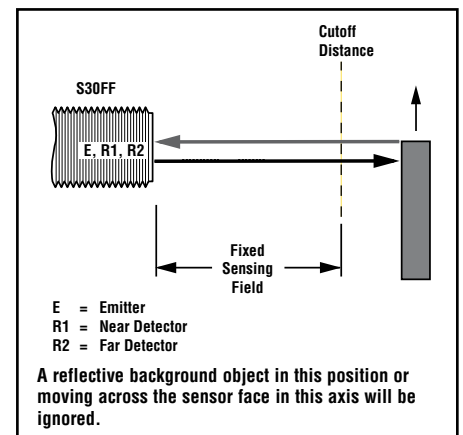 Cutoff
Distance
S30FF
E, R1, R2
Fixed
Sensing
Field
E = Emitter
R1 = Near Detector
R2 = Far Detector
A reflective background object in this position or
moving across the sensor face in this axis will be
ignored.